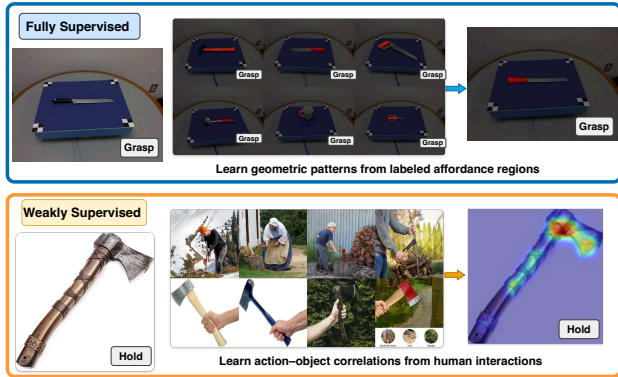 Fully Supervised
Grasp
Grasp
Grasp
Grasp
Grasp
Grasp
Grasp
Grasp
Learn geometric patterns from labeled affordance regions
Weakly Supervised
Hold
Hold
Learn action–object correlations from human interactions